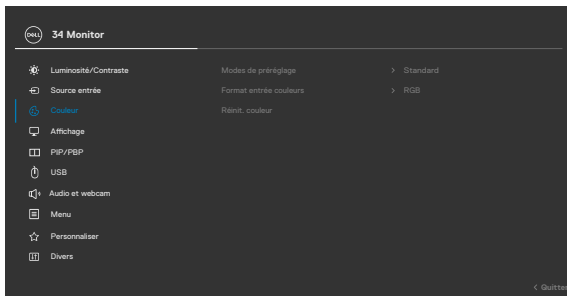 DELL 34 Monitor
Luminosité/Contraste Modes de préréglage > Standard
Source entrée Format entrée couleurs > RGB
Couleur Réinit. couleur
Affichage
PIP/PBP
USB
Audio et webcam
Menu
Personnaliser
Divers
< Quitter